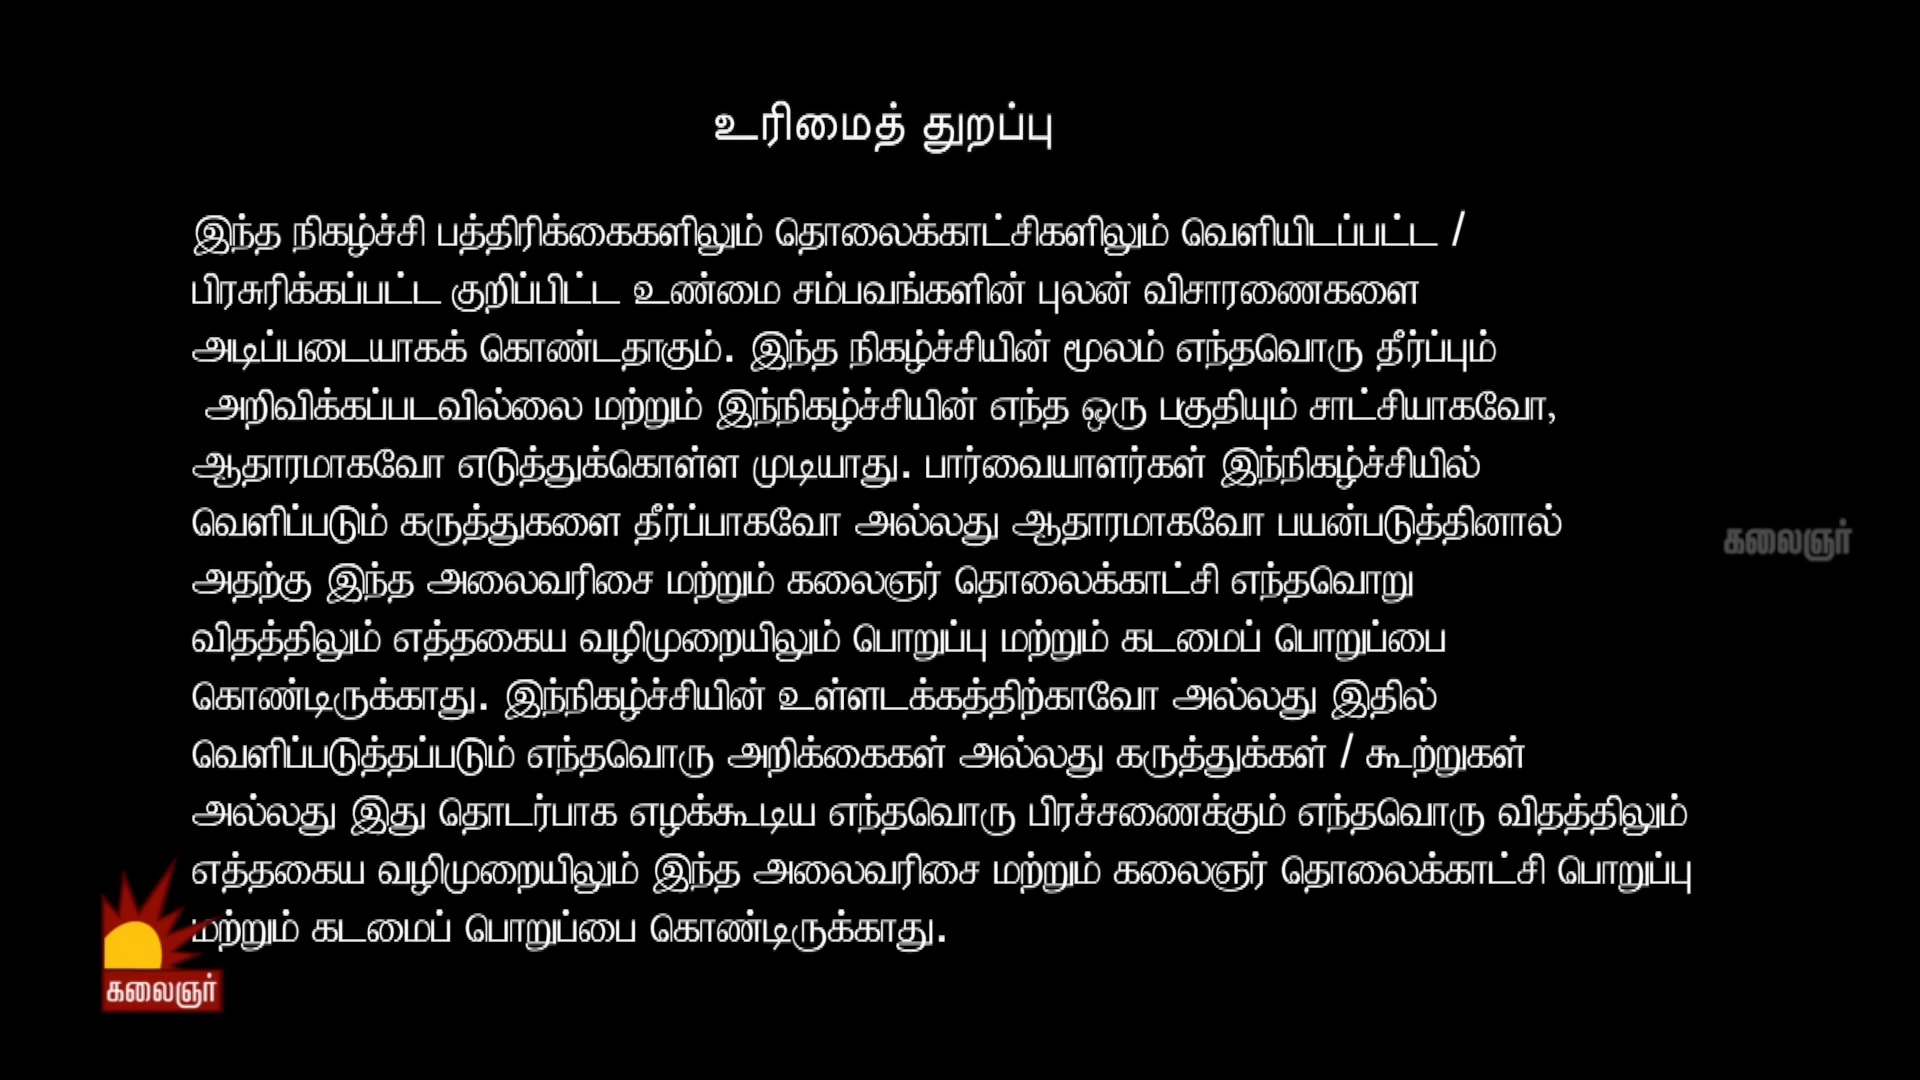 உரிமைத் துறப்பு
இந்த நிகழ்ச்சி பத்திரிக்கைகளிலும் தொலைக்காட்சிகளிலும் வெளியிடப்பட்ட /
பிரசுரிக்கப்பட்ட குறிப்பிட்ட உண்மை சம்பவங்களின் புலன் விசாரணைகளை
அடிப்படையாகக் கொண்டதாகும். இந்த நிகழ்ச்சியின் மூலம் எந்தவொரு தீர்ப்பும்
அறிவிக்கப்படவில்லை மற்றும் இந்நிகழ்ச்சியின் எந்த ஒரு பகுதியும் சாட்சியாகவோ,
ஆதாரமாகவோ எடுத்துக்கொள்ள முடியாது. பார்வையாளர்கள் இந்நிகழ்ச்சியில்
வெளிப்படும் கருத்துகளை தீர்ப்பாகவோ அல்லது ஆதாரமாகவோ பயன்படுத்தினால்
அதற்கு இந்த அலைவரிசை மற்றும் கலைஞர் தொலைக்காட்சி எந்தவொறு
விதத்திலும் எத்தகைய வழிமுறையிலும் பொறுப்பு மற்றும் கடமைப் பொறுப்பை
கொண்டிருக்காது. இந்நிகழ்ச்சியின் உள்ளடக்கத்திற்காவோ அல்லது இதில்
வெளிப்படுத்தப்படும் எந்தவொரு அறிக்கைகள் அல்லது கருத்துக்கள் / கூற்றுகள்
அல்லது இது தொடர்பாக எழக்கூடிய எந்தவொரு பிரச்சணைக்கும் எந்தவொரு விதத்திலும்
எத்தகைய வழிமுறையிலும் இந்த அலைவரிசை மற்றும் கலைஞர் தொலைக்காட்சி பொறுப்பு
மற்றும் கடமைப் பொறுப்பை கொண்டிருக்காது.
கலைஞர்
கலைஞர்